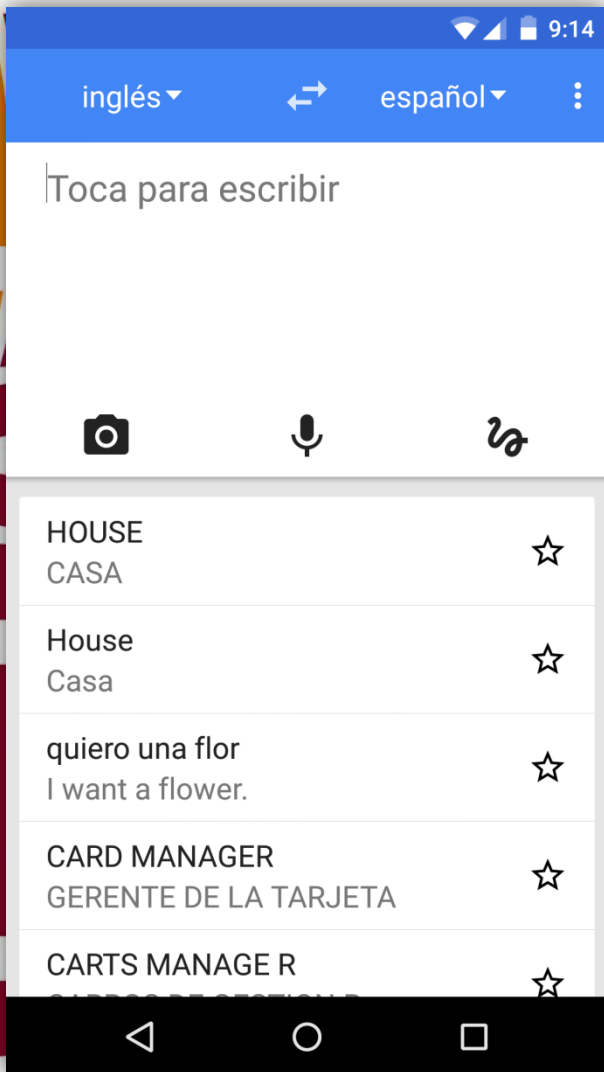 9:14
inglés español
Toca para escribir
HOUSE
CASA
House
Casa
quiero una flor
I want a flower.
CARD MANAGER
GERENTE DE LA TARJETA
CARTS MANAGE R